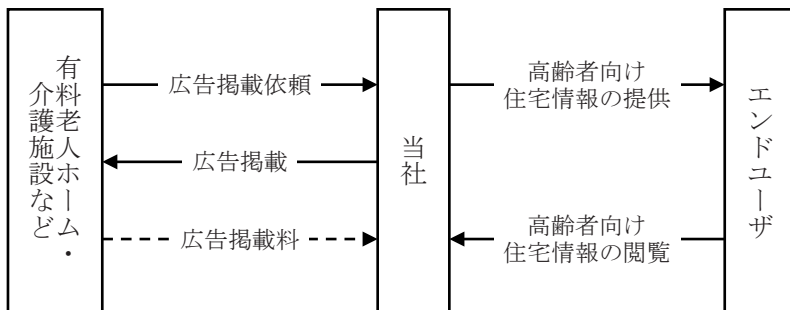 有料老人ホーム・
介護施設など
広告掲載依頼
広告掲載
広告掲載料
当社
高齢者向け
住宅情報の提供
高齢者向け
住宅情報の閲覧
エンドユーザ